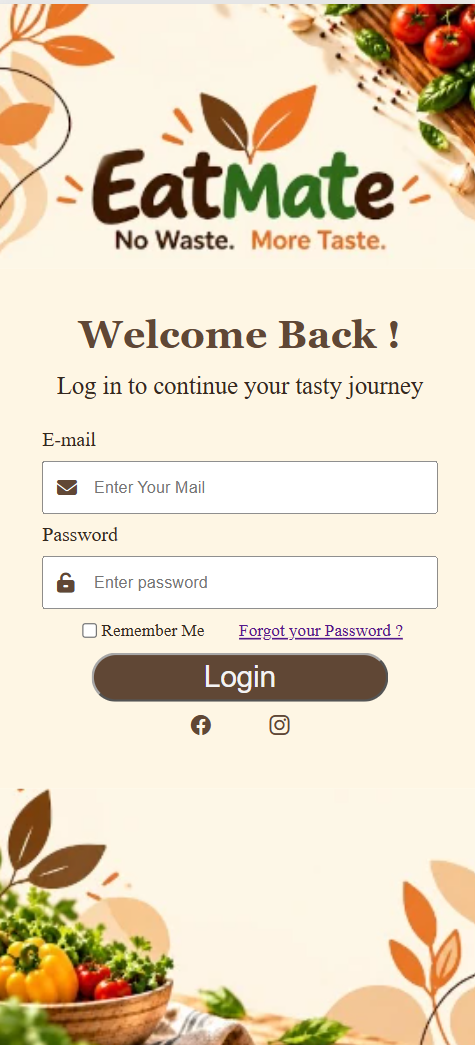 EatMate
No Waste. More Taste.
Welcome Back !
Log in to continue your tasty journey
E-mail
Enter Your Mail
Password
Enter password
Remember Me Forgot your Password ?
Login